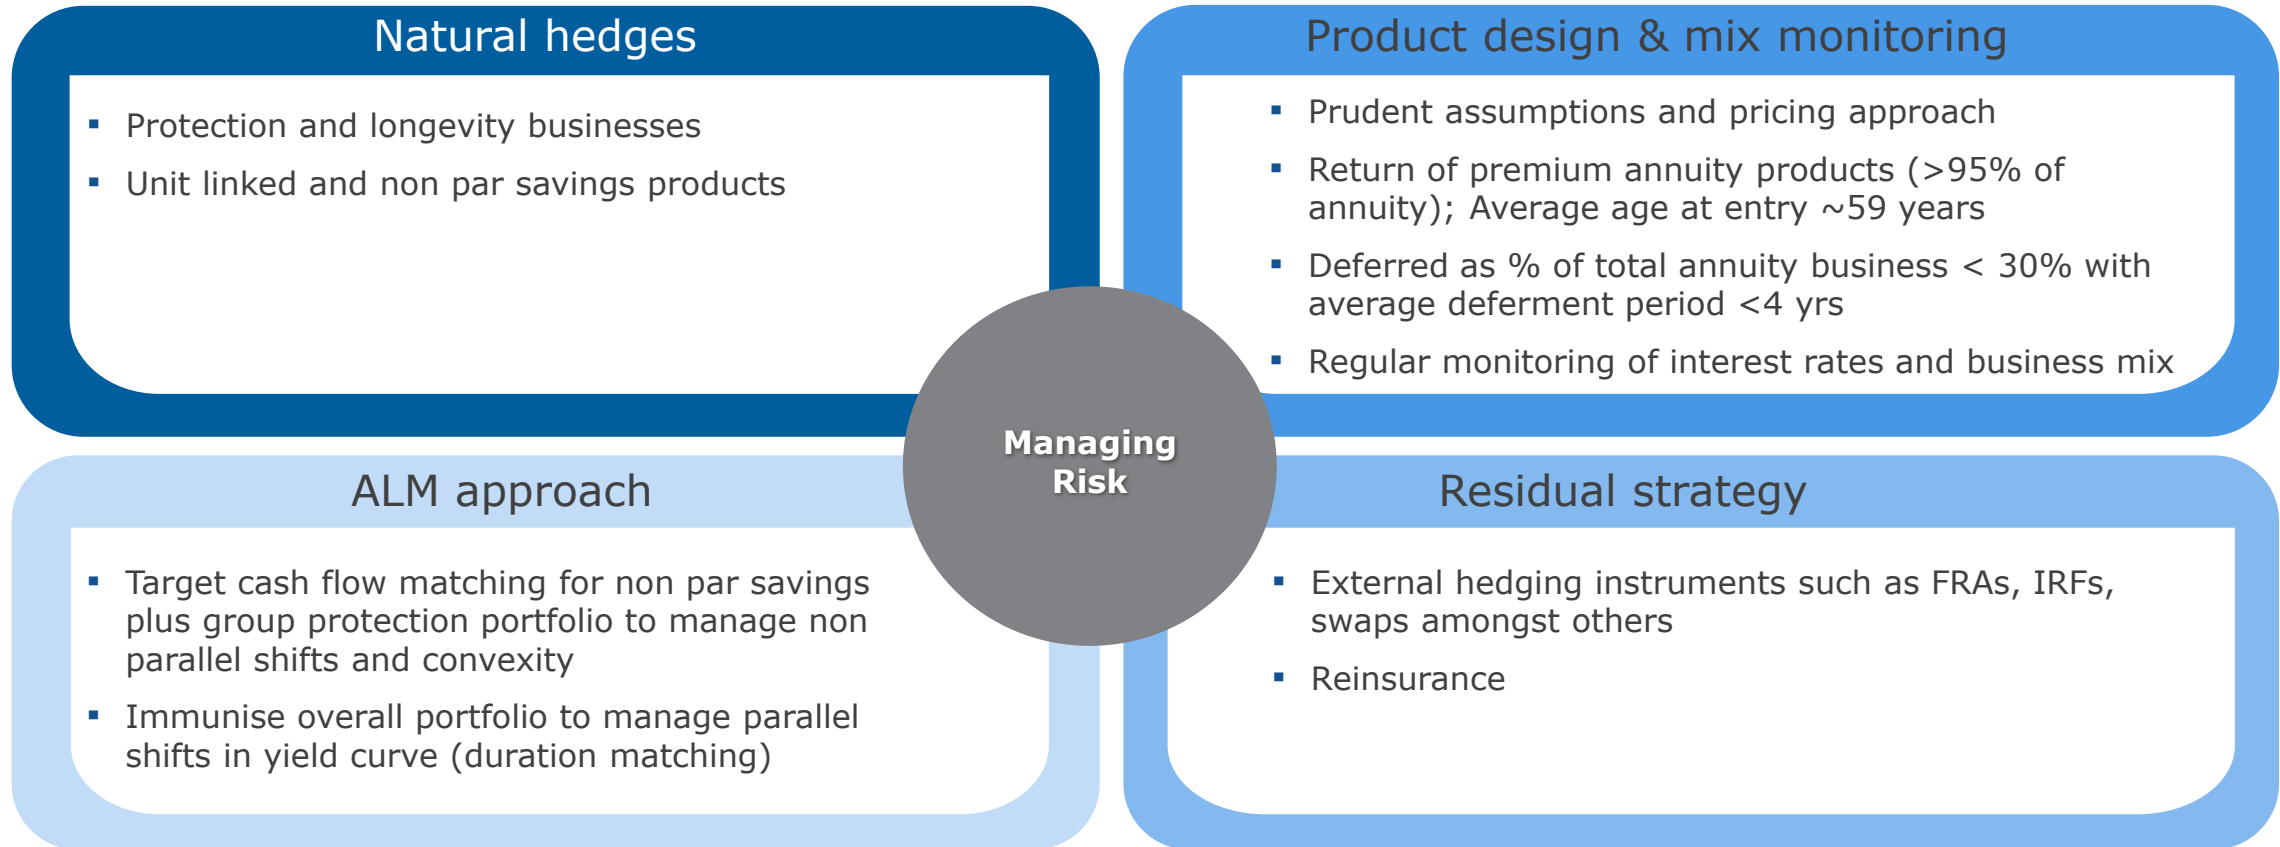 Natural hedges
▪ Protection and longevity businesses
▪ Unit linked and non par savings products
Product design & mix monitoring
▪ Prudent assumptions and pricing approach
▪ Return of premium annuity products (>95% of
annuity); Average age at entry ~59 years
▪ Deferred as % of total annuity business < 30% with
average deferment period <4 yrs
▪ Regular monitoring of interest rates and business mix
Managing
Risk
ALM approach
▪ Target cash flow matching for non par savings
plus group protection portfolio to manage non
parallel shifts and convexity
▪ Immunise overall portfolio to manage parallel
shifts in yield curve (duration matching)
Residual strategy
▪ External hedging instruments such as FRAs, IRFs,
swaps amongst others
▪ Reinsurance